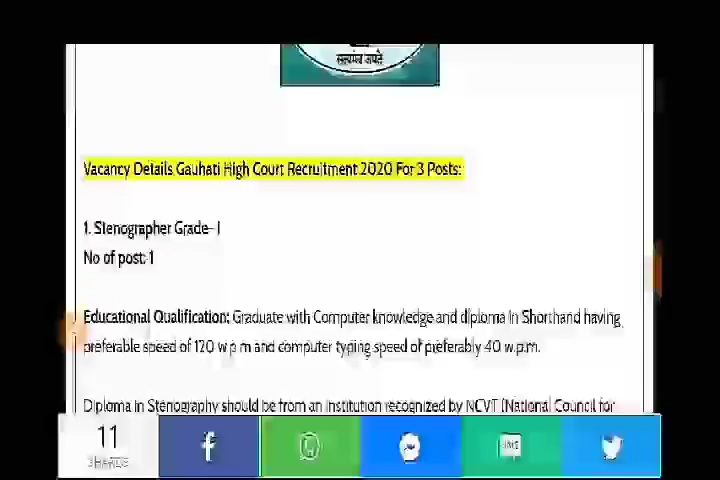 सत्यमेव जयते
Vacancy Details Gauhati High Court Recruitment 2020 For 3 Posts:
1. Stenographer Grade- I
No of post: 1
Educational Qualification: Graduate with Computer knowledge and diploma in Shorthand having
preferable speed of 120 w.p.m and computer typing speed of preferably 40 w.p.m.
Diploma in Stenography should be from an institution recognized by NCVT (National Council for
11
SHARES
LINE